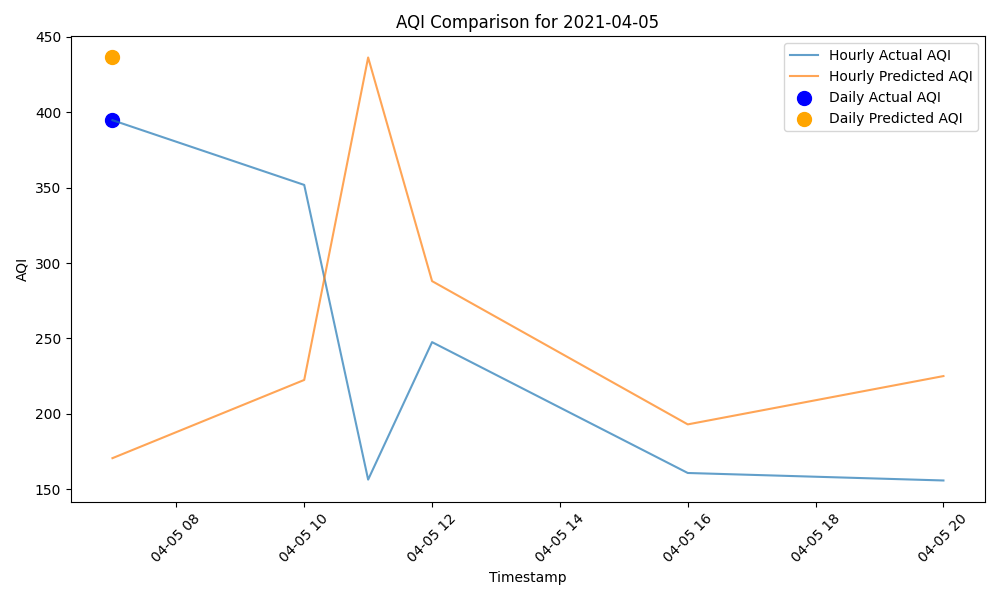 AQI Comparison for 2021-04-05
Hourly Actual AQI
Hourly Predicted AQI
Daily Actual AQI
Daily Predicted AQI
AQI
450
400
350
300
250
200
150
04-05 08
04-05 10
04-05 12
04-05 14
04-05 16
04-05 18
04-05 20
Timestamp